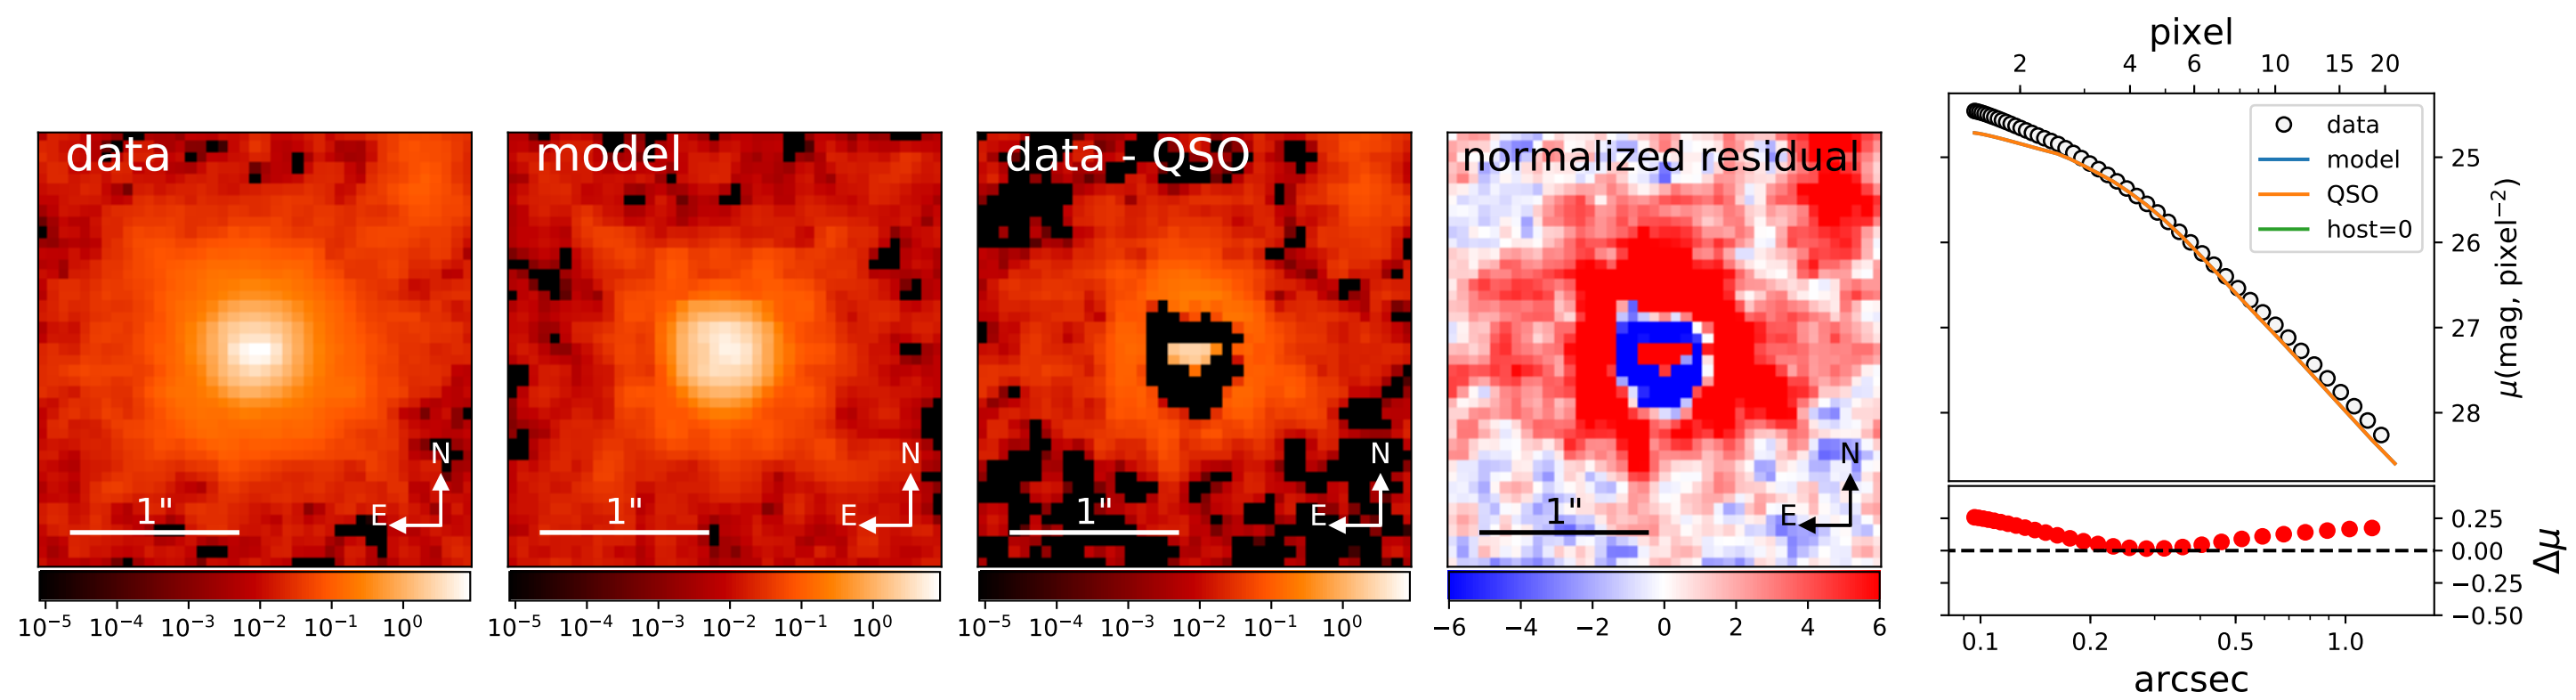 data
N
E
1"
10⁻⁵ 10⁻⁴ 10⁻³ 10⁻² 10⁻¹ 10⁰
model
N
E
1"
10⁻⁵ 10⁻⁴ 10⁻³ 10⁻² 10⁻¹ 10⁰
data - QSO
N
E
1"
10⁻⁵ 10⁻⁴ 10⁻³ 10⁻² 10⁻¹ 10⁰
normalized residual
N
E
1"
−6 −4 −2 0 2 4 6
pixel
2 4 6 10 15 20
data
model
QSO
host=0
25
26
27
28
μ(mag, pixel⁻²)
0.25
0.00
−0.25
−0.50
Δμ
0.1 0.2 0.5 1.0
arcsec